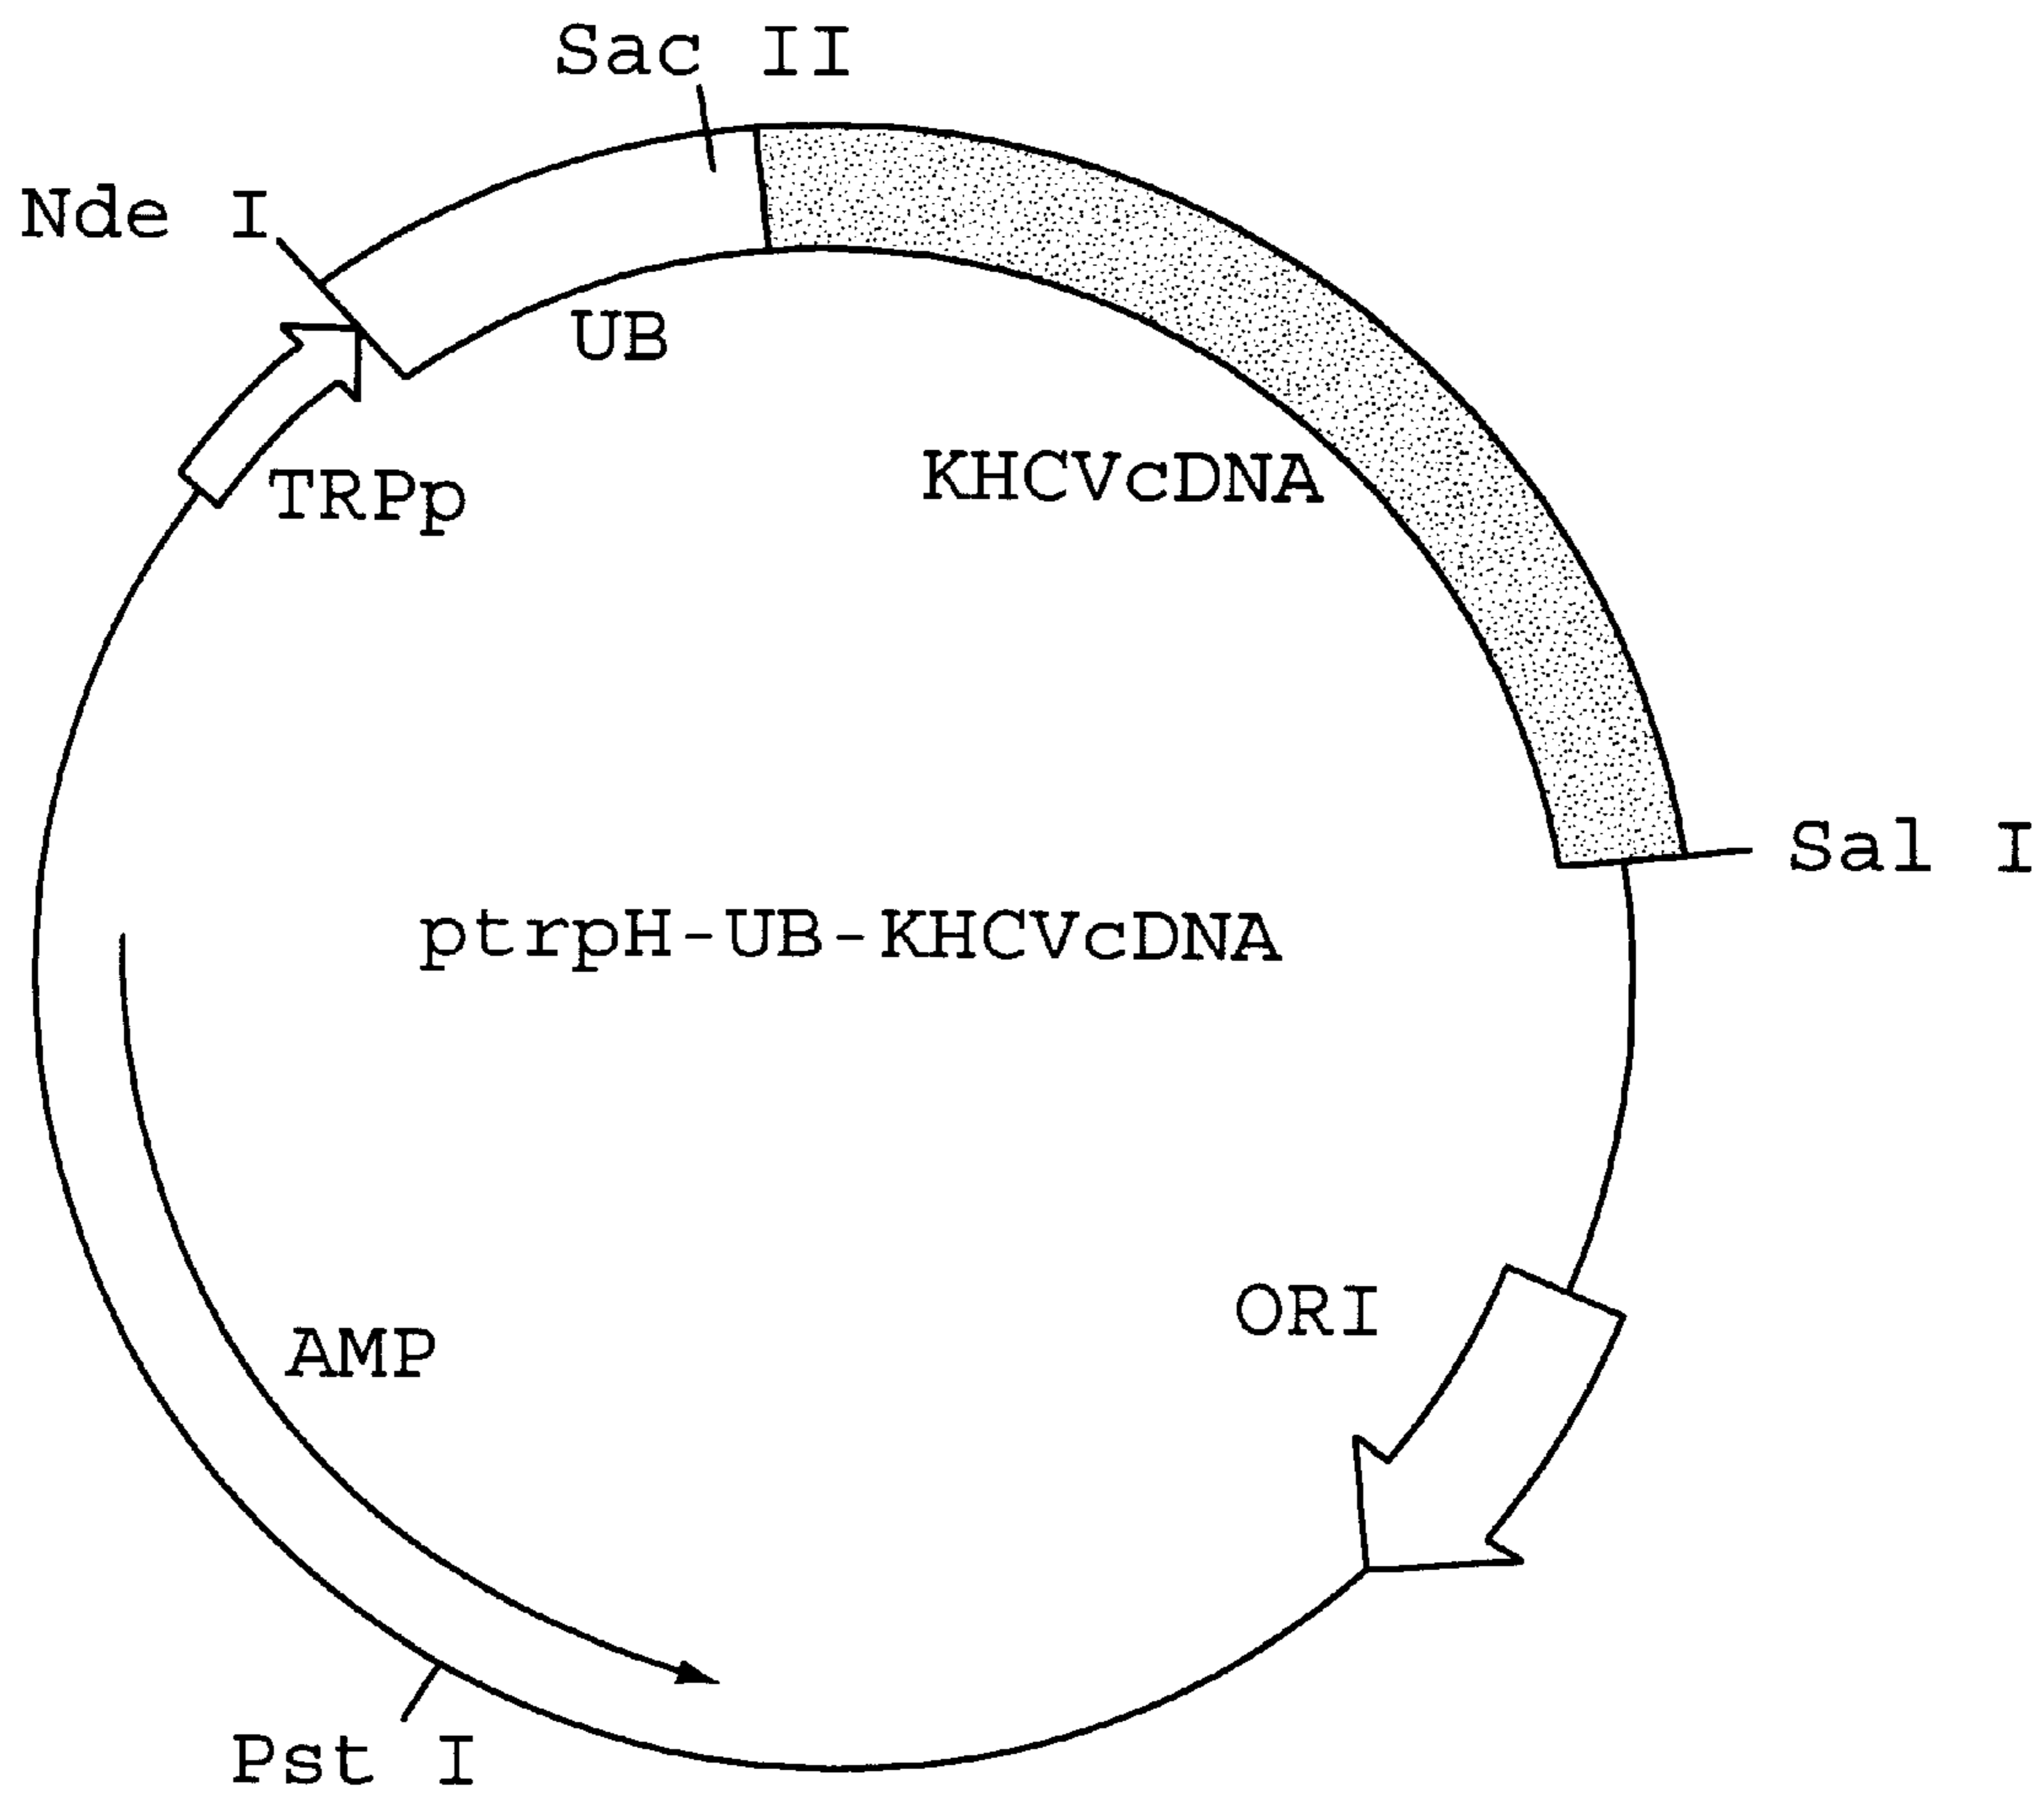 Sac II
Nde I
UB
TRPp
KHCVcDNA
Sal I
ptrpH-UB-KHCVcDNA
ORI
AMP
Pst I